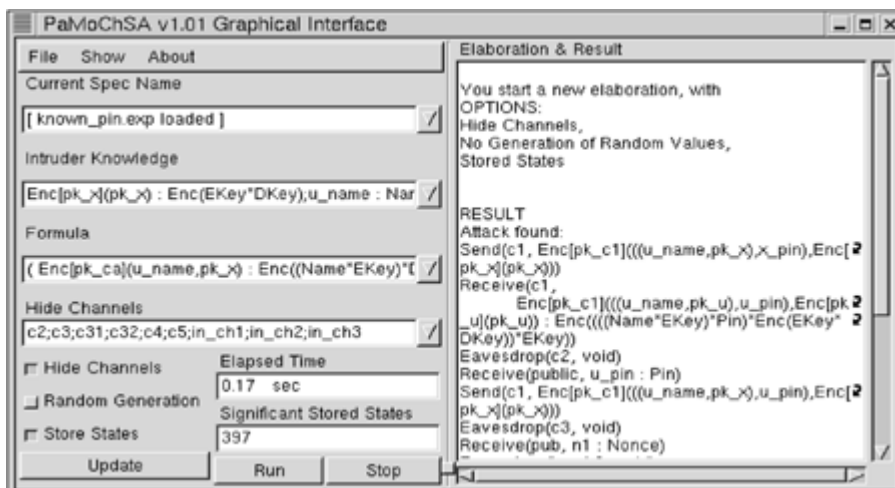 PaMoChSA v1.01 Graphical Interface
File Show About
Current Spec Name
[ known_pin.exp loaded ]
Intruder Knowledge
Enc[pk_x](pk_x) : Enc(EKey*DKey);u_name : Nar
Formula
( Enc[pk_ca](u_name,pk_x) : Enc((Name*EKey)*D
Hide Channels
c2;c3;c31;c32;c4;c5;in_ch1;in_ch2;in_ch3
Hide Channels
Random Generation
Store States
Elapsed Time
0.17 sec
Significant Stored States
397
Update
Run
Stop
Elaboration & Result
You start a new elaboration, with
OPTIONS:
Hide Channels,
No Generation of Random Values,
Stored States
RESULT
Attack found:
Send(c1, Enc[pk_c1](((u_name,pk_x),x_pin),Enc[
pk_x](pk_x)))
Receive(c1,
Enc[pk_c1](((u_name,pk_u),u_pin),Enc[pk
_u](pk_u)) : Enc((((Name*EKey)*Pin)*Enc(EKey*
DKey))*EKey))
Eavesdrop(c2, void)
Receive(public, u_pin : Pin)
Send(c1, Enc[pk_c1](((u_name,pk_x),u_pin),Enc[
pk_x](pk_x)))
Eavesdrop(c3, void)
Receive(pub, n1 : Nonce)